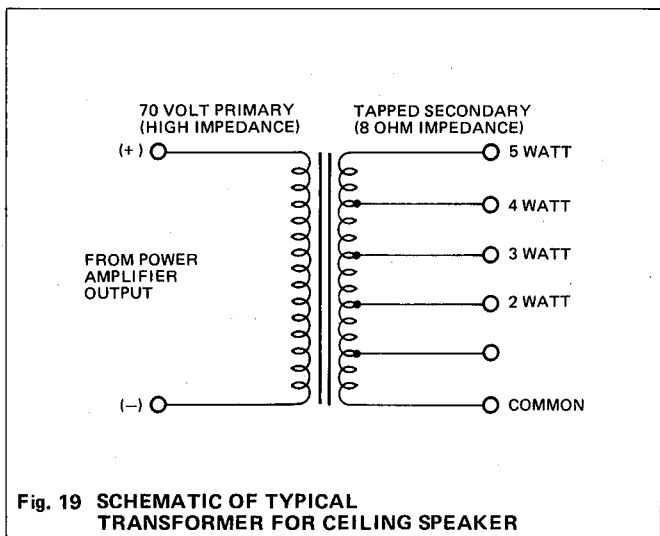 70 VOLT PRIMARY
(HIGH IMPEDANCE)
TAPPED SECONDARY
(8 OHM IMPEDANCE)
(+)
5 WATT
4 WATT
FROM POWER
AMPLIFIER
OUTPUT
3 WATT
2 WATT
(−)
COMMON
Fig. 19 SCHEMATIC OF TYPICAL
TRANSFORMER FOR CEILING SPEAKER